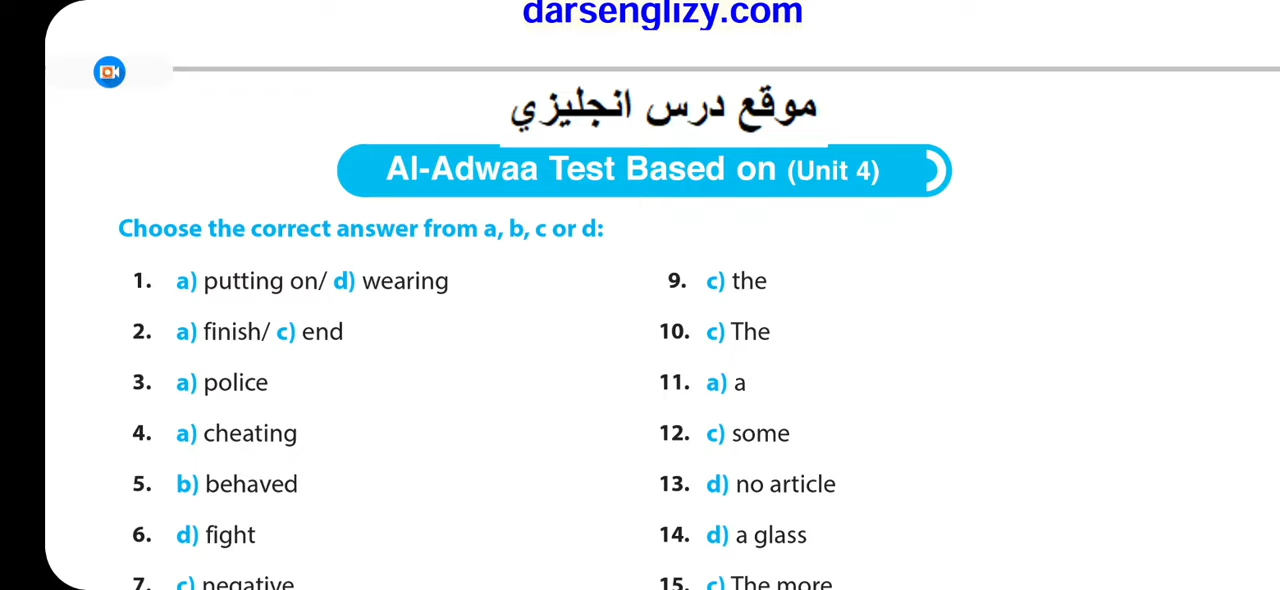 darsenglizy.com
موقع درس انجليزي
Al-Adwaa Test Based on (Unit 4)
Choose the correct answer from a, b, c or d:
1. a) putting on/ d) wearing
2. a) finish/ c) end
3. a) police
4. a) cheating
5. b) behaved
6. d) fight
7. c) negative
9. c) the
10. c) The
11. a) a
12. c) some
13. d) no article
14. d) a glass
15. c) The more